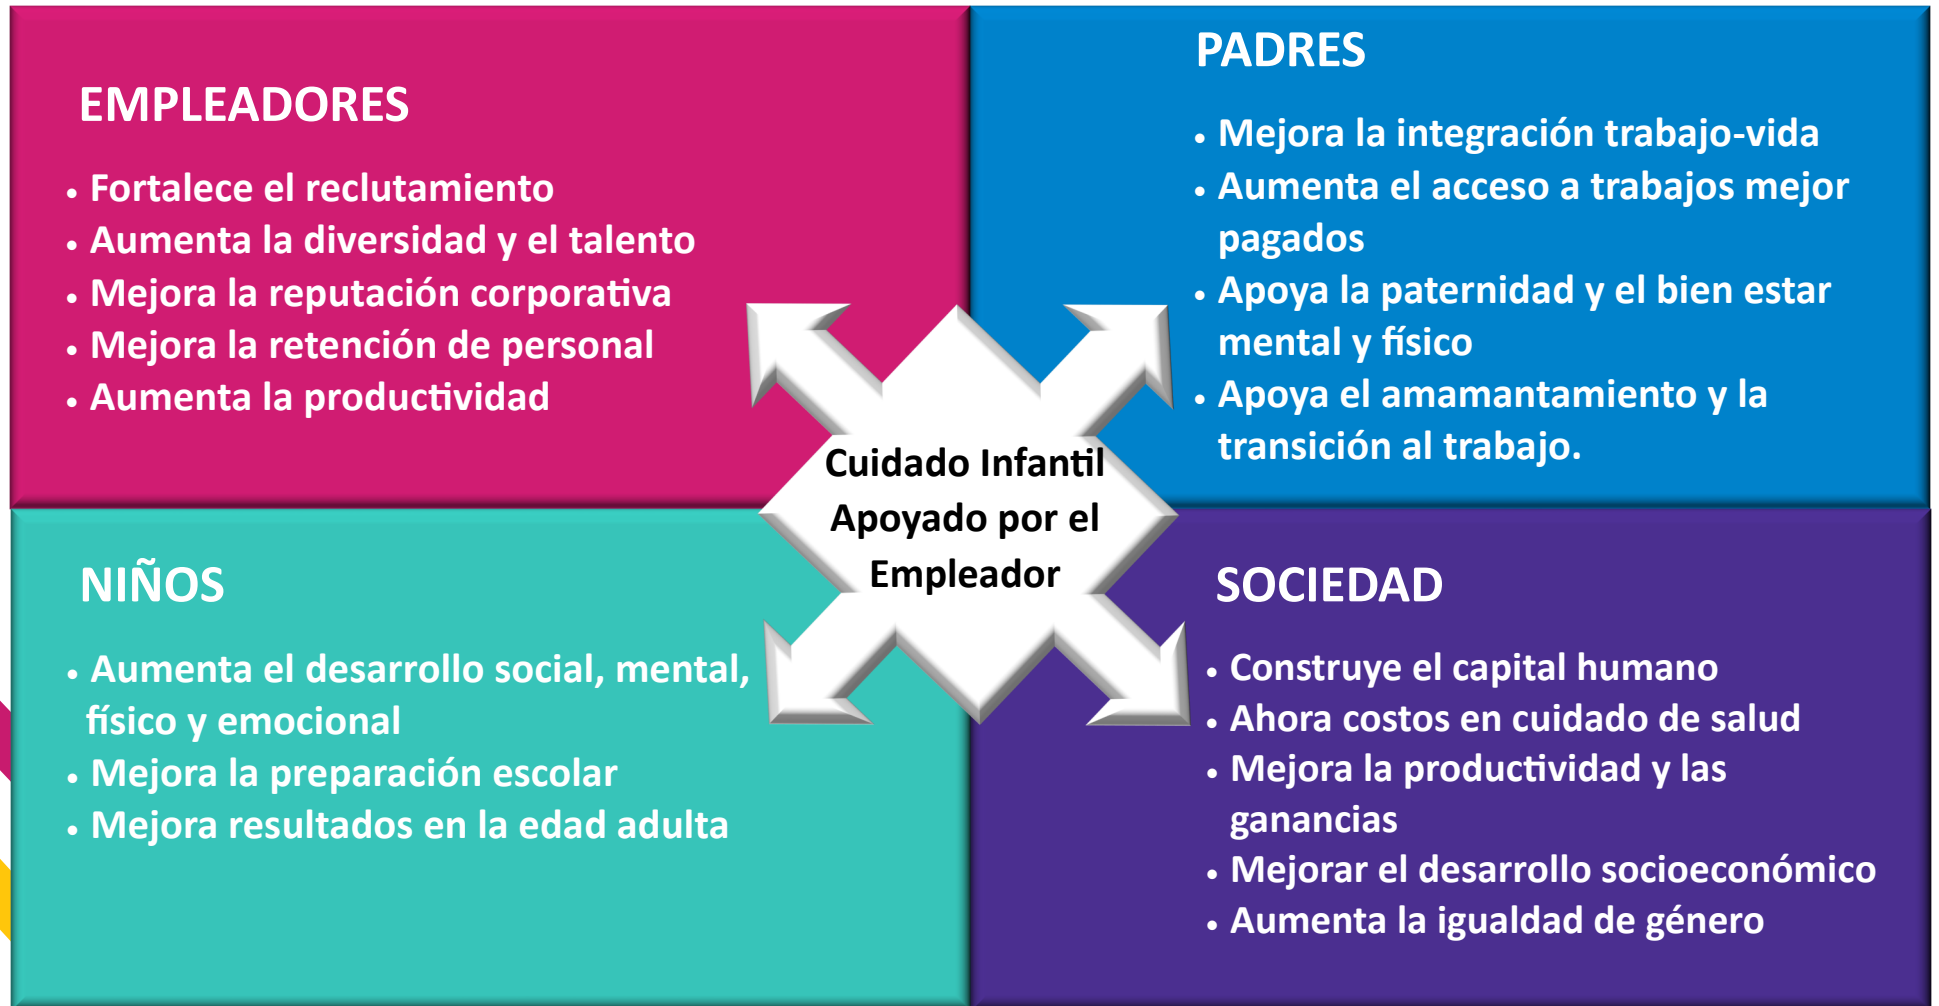 EMPLEADORES
• Fortalece el reclutamiento
• Aumenta la diversidad y el talento
• Mejora la reputación corporativa
• Mejora la retención de personal
• Aumenta la productividad
PADRES
• Mejora la integración trabajo-vida
• Aumenta el acceso a trabajos mejor
pagados
• Apoya la paternidad y el bien estar
mental y físico
• Apoya el amamantamiento y la
transición al trabajo.
Cuidado Infantil
Apoyado por el
Empleador
NIÑOS
• Aumenta el desarrollo social, mental,
físico y emocional
• Mejora la preparación escolar
• Mejora resultados en la edad adulta
SOCIEDAD
• Construye el capital humano
• Ahora costos en cuidado de salud
• Mejora la productividad y las
ganancias
• Mejorar el desarrollo socioeconómico
• Aumenta la igualdad de género